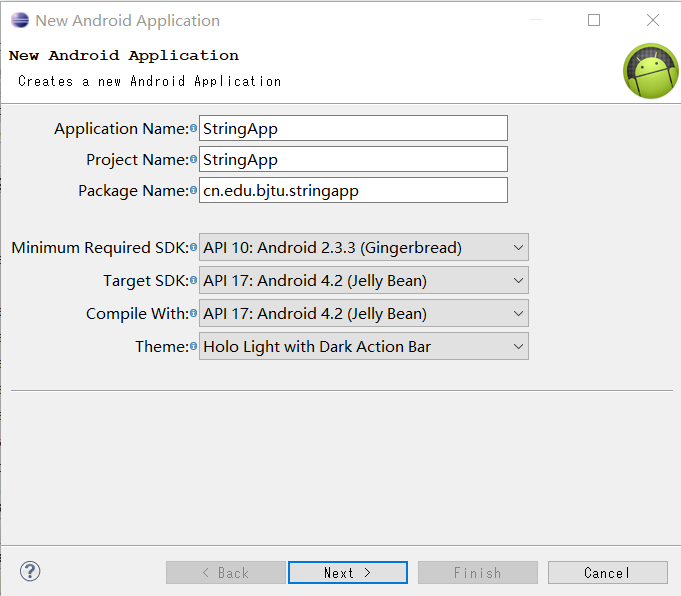 New Android Application
New Android Application
Creates a new Android Application
Application Name: StringApp
Project Name: StringApp
Package Name: cn.edu.bjtu.stringapp
Minimum Required SDK: API 10: Android 2.3.3 (Gingerbread)
Target SDK: API 17: Android 4.2 (Jelly Bean)
Compile With: API 17: Android 4.2 (Jelly Bean)
Theme: Holo Light with Dark Action Bar
? < Back Next > Finish Cancel